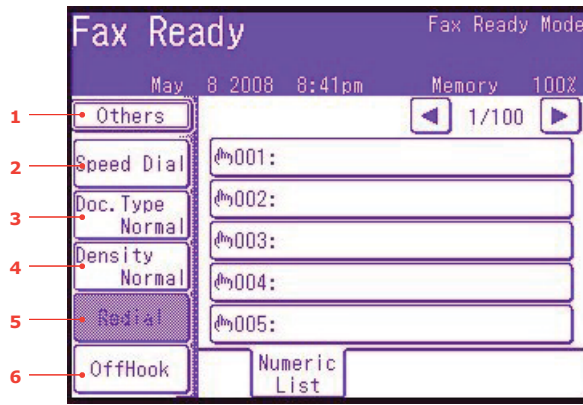 Fax Ready
Fax Ready Mode
May 8 2008 8:41pm Memory 100%
1
Others
1/100
2
Speed Dial
001:
3
Doc.Type
Normal
002:
4
Density
Normal
003:
004:
5
Redial
005:
6
OffHook
Numeric
List